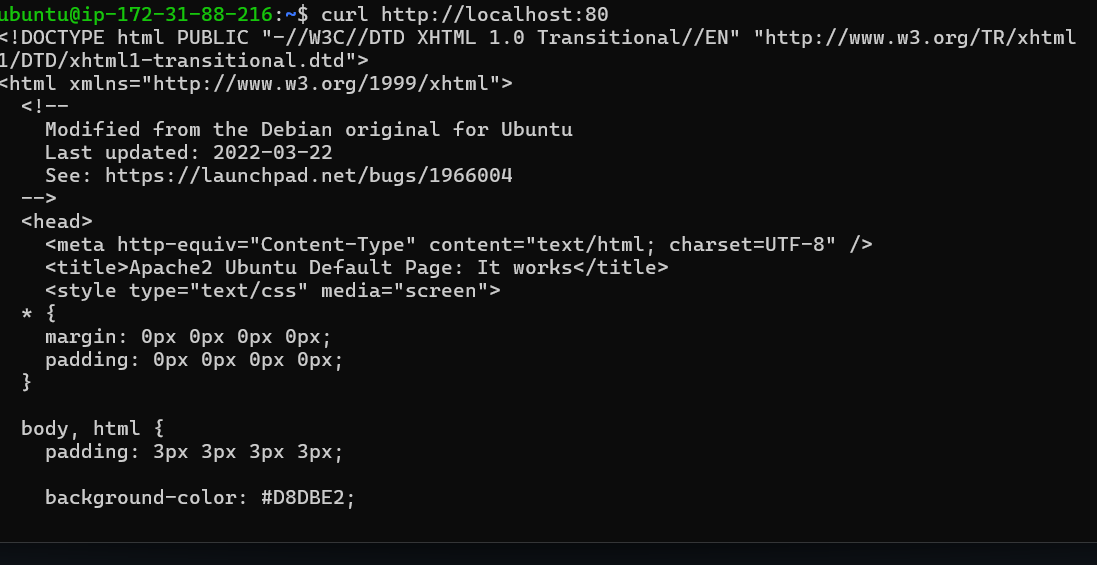 ubuntu@ip-172-31-88-216:~$ curl http://localhost:80
<!DOCTYPE html PUBLIC "-//W3C//DTD XHTML 1.0 Transitional//EN" "http://www.w3.org/TR/xhtml
1/DTD/xhtml1-transitional.dtd">
<html xmlns="http://www.w3.org/1999/xhtml">
  <!--
    Modified from the Debian original for Ubuntu
    Last updated: 2022-03-22
    See: https://launchpad.net/bugs/1966004
  -->
  <head>
    <meta http-equiv="Content-Type" content="text/html; charset=UTF-8" />
    <title>Apache2 Ubuntu Default Page: It works</title>
    <style type="text/css" media="screen">
  * {
    margin: 0px 0px 0px 0px;
    padding: 0px 0px 0px 0px;
  }

  body, html {
    padding: 3px 3px 3px 3px;

    background-color: #D8DBE2;